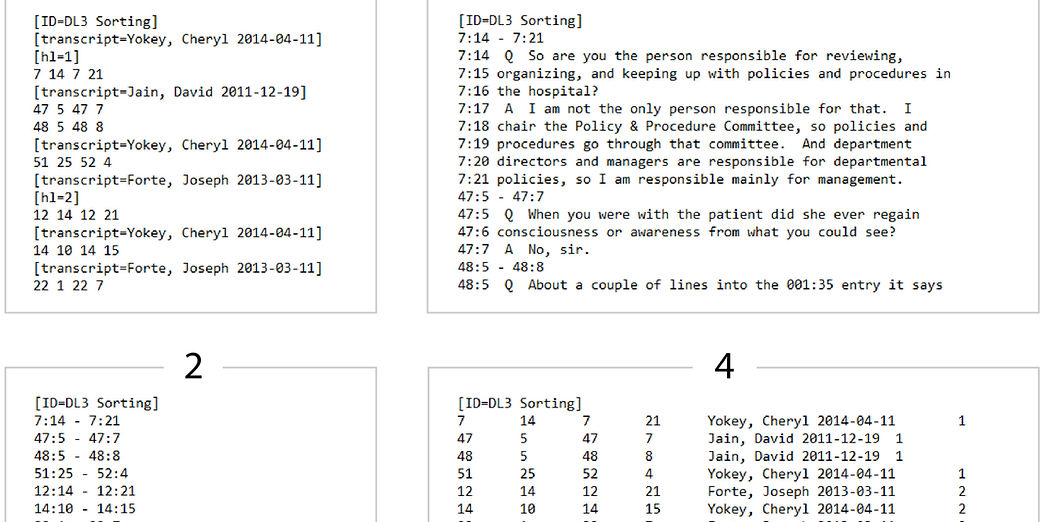 [ID=DL3 Sorting]
[transcript=Yokey, Cheryl 2014-04-11]
[hl=1]
7 14 7 21
[transcript=Jain, David 2011-12-19]
47 5 47 7
48 5 48 8
[transcript=Yokey, Cheryl 2014-04-11]
51 25 52 4
[transcript=Forte, Joseph 2013-03-11]
[hl=2]
12 14 12 21
[transcript=Yokey, Cheryl 2014-04-11]
14 10 14 15
[transcript=Forte, Joseph 2013-03-11]
22 1 22 7
[ID=DL3 Sorting]
7:14 - 7:21
7:14  Q  So are you the person responsible for reviewing,
7:15 organizing, and keeping up with policies and procedures in
7:16 the hospital?
7:17  A  I am not the only person responsible for that.  I
7:18 chair the Policy & Procedure Committee, so policies and
7:19 procedures go through that committee.  And department
7:20 directors and managers are responsible for departmental
7:21 policies, so I am responsible mainly for management.
47:5 - 47:7
47:5  Q  When you were with the patient did she ever regain
47:6 consciousness or awareness from what you could see?
47:7  A  No, sir.
48:5 - 48:8
48:5  Q  About a couple of lines into the 001:35 entry it says
2
[ID=DL3 Sorting]
7:14 - 7:21
47:5 - 47:7
48:5 - 48:8
51:25 - 52:4
12:14 - 12:21
14:10 - 14:15
4
[ID=DL3 Sorting]
7 14 7 21 Yokey, Cheryl 2014-04-11 1
47 5 47 7 Jain, David 2011-12-19 1
48 5 48 8 Jain, David 2011-12-19 1
51 25 52 4 Yokey, Cheryl 2014-04-11 1
12 14 12 21 Forte, Joseph 2013-03-11 2
14 10 14 15 Yokey, Cheryl 2014-04-11 2